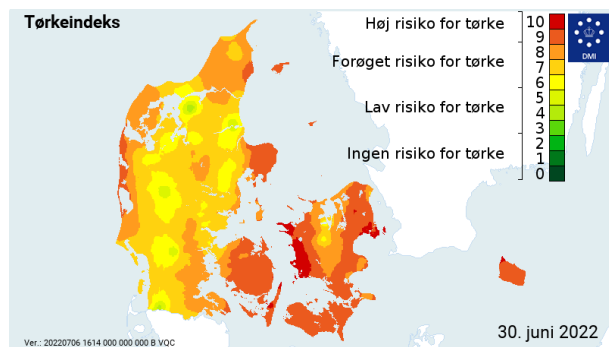 Tørkeindeks
Høj risiko for tørke
Forøget risiko for tørke
Lav risiko for tørke
Ingen risiko for tørke
10
9
8
7
6
5
4
3
2
1
0
DMI
30. juni 2022
Ver.: 20220706 1614 000 000 000 B VQC